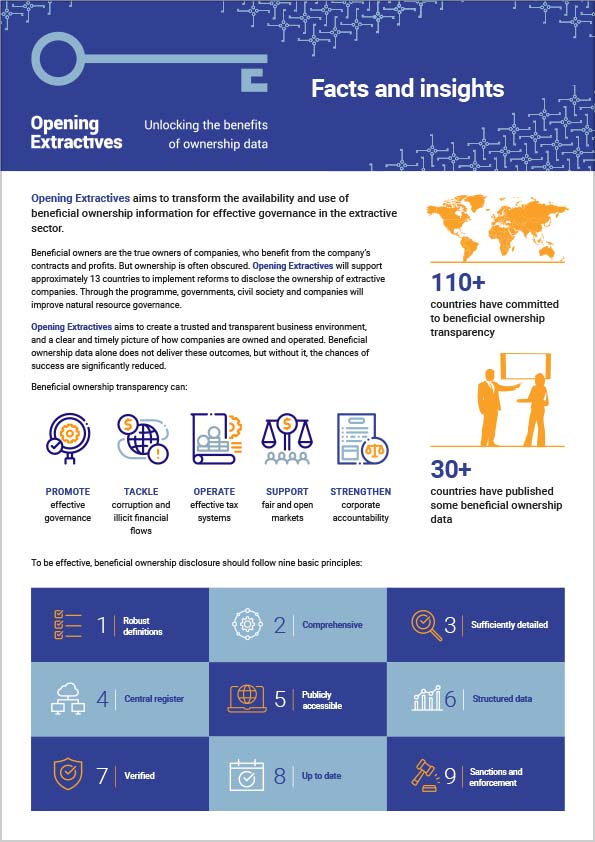 Facts and insights
Opening
Extractives
Unlocking the benefits
of ownership data
Opening Extractives aims to transform the availability and use of
beneficial ownership information for effective governance in the extractive
sector.
Beneficial owners are the true owners of companies, who benefit from the company's
contracts and profits. But ownership is often obscured. Opening Extractives will support
approximately 13 countries to implement reforms to disclose the ownership of extractive
companies. Through the programme, governments, civil society and companies will
improve natural resource governance.
Opening Extractives aims to create a trusted and transparent business environment,
and a clear and timely picture of how companies are owned and operated. Beneficial
ownership data alone does not deliver these outcomes, but without it, the chances of
success are significantly reduced.
Beneficial ownership transparency can:
PROMOTE
effective
governance
TACKLE
corruption and
illicit financial
flows
OPERATE
effective tax
systems
SUPPORT
fair and open
markets
STRENGTHEN
corporate
accountability
110+
countries have committed
to beneficial ownership
transparency
30+
countries have published
some beneficial ownership
data
To be effective, beneficial ownership disclosure should follow nine basic principles:
1 Robust
definitions
2 Comprehensive
3 Sufficiently detailed
4 Central register
5 Publicly
accessible
6 Structured data
7 Verified
8 Up to date
9 Sanctions and
enforcement